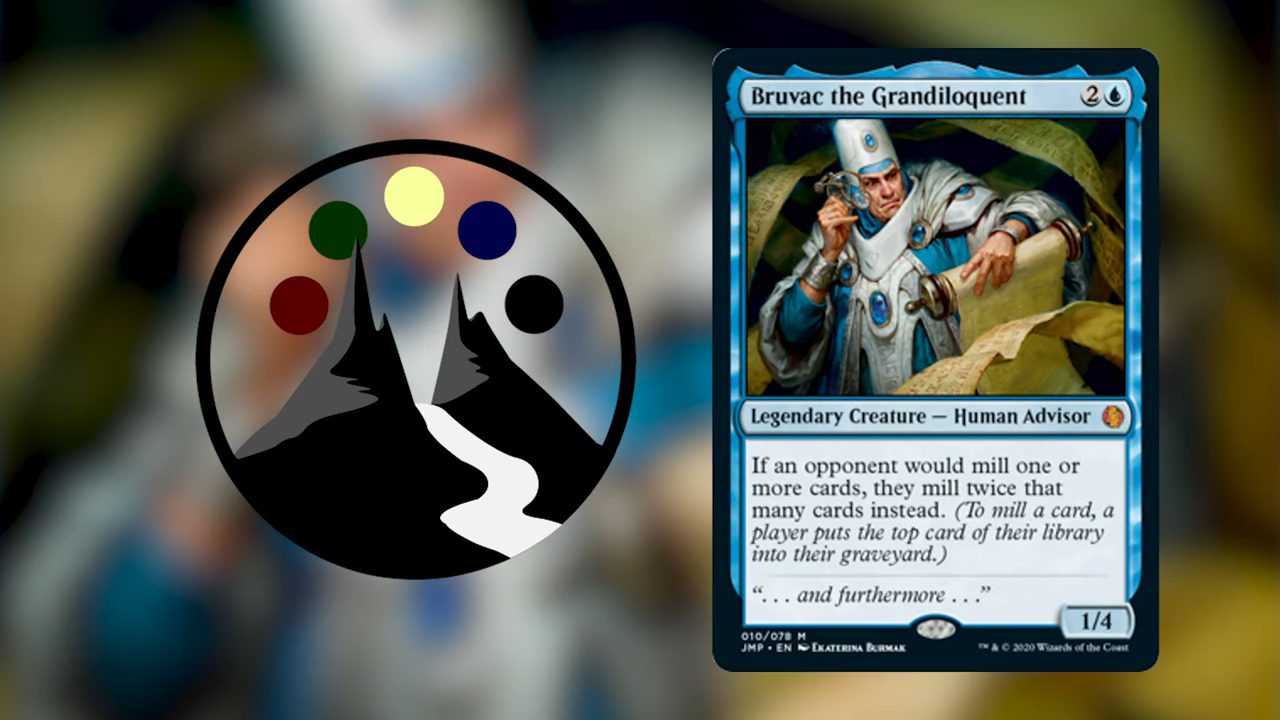 Bruvac the Grandiloquent 2
Legendary Creature — Human Advisor
If an opponent would mill one or
more cards, they mill twice that
many cards instead. (To mill a card, a
player puts the top card of their library
into their graveyard.)
“. . . and furthermore . . .”
1/4
010/078 M
JMP • EN Ekaterina Burmak
™ & © 2020 Wizards of the Coast